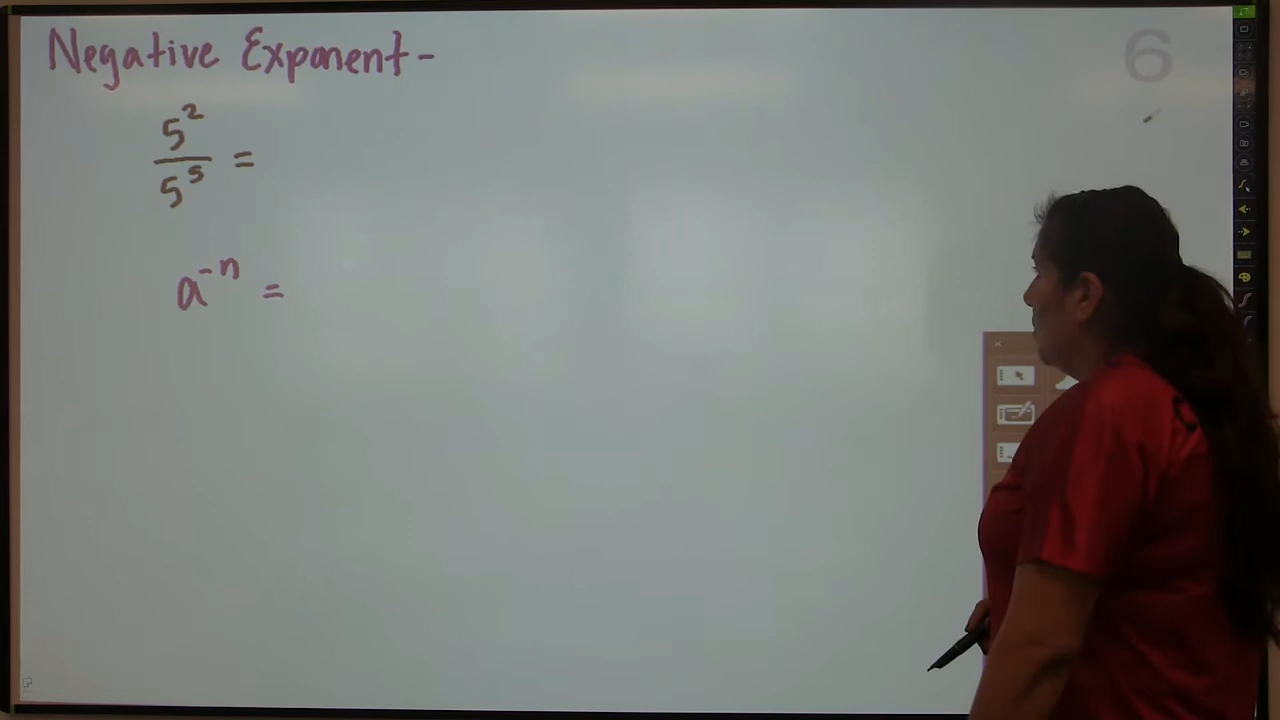 Negative Exponent-
6
5²
5⁵ =
a⁻ⁿ =